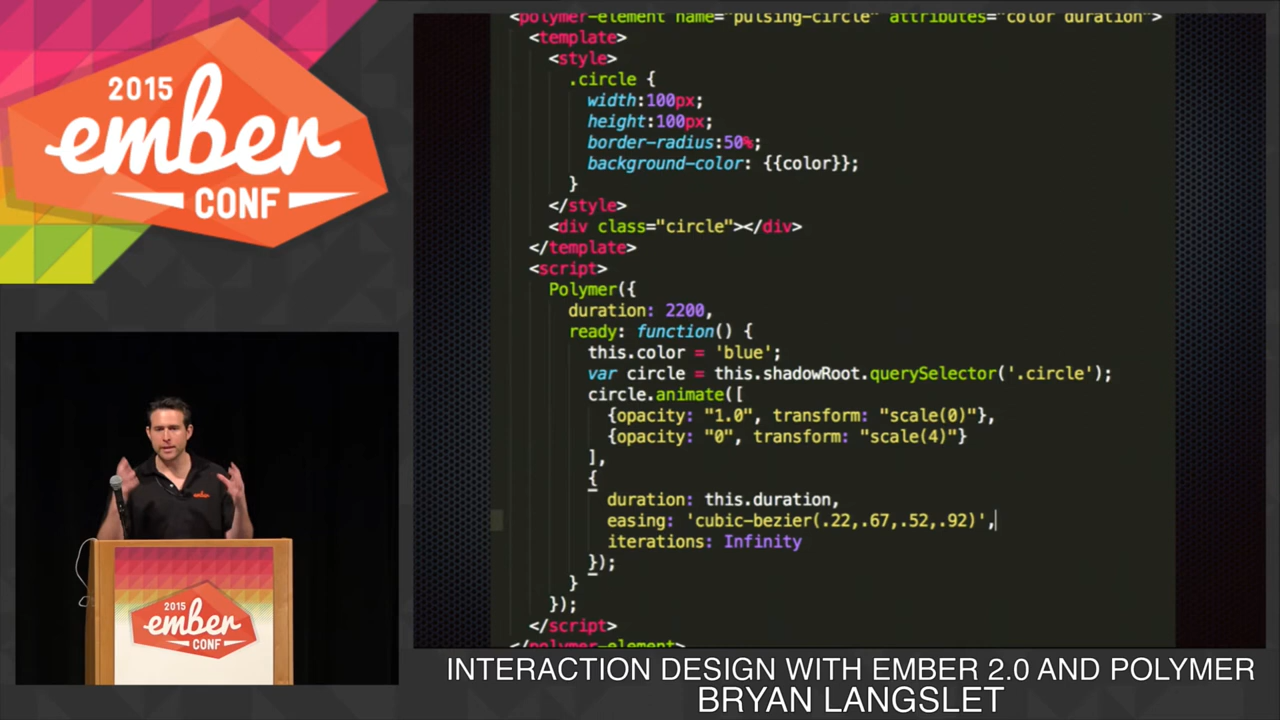 2015
ember
CONF
<polymer-element name="pulsing-circle" attributes="color duration">
<template>
<style>
.circle {
width:100px;
height:100px;
border-radius:50%;
background-color: {{color}};
}
</style>
<div class="circle"></div>
</template>
<script>
Polymer({
duration: 2200,
ready: function() {
this.color = 'blue';
var circle = this.shadowRoot.querySelector('.circle');
circle.animate([
{opacity: "1.0", transform: "scale(0)"},
{opacity: "0", transform: "scale(4)"}
],
{
duration: this.duration,
easing: 'cubic-bezier(.22,.67,.52,.92)',
iterations: Infinity
});
}
});
</script>
</polymer-element>
ember
2015
ember
CONF
INTERACTION DESIGN WITH EMBER 2.0 AND POLYMER
BRYAN LANGSLET